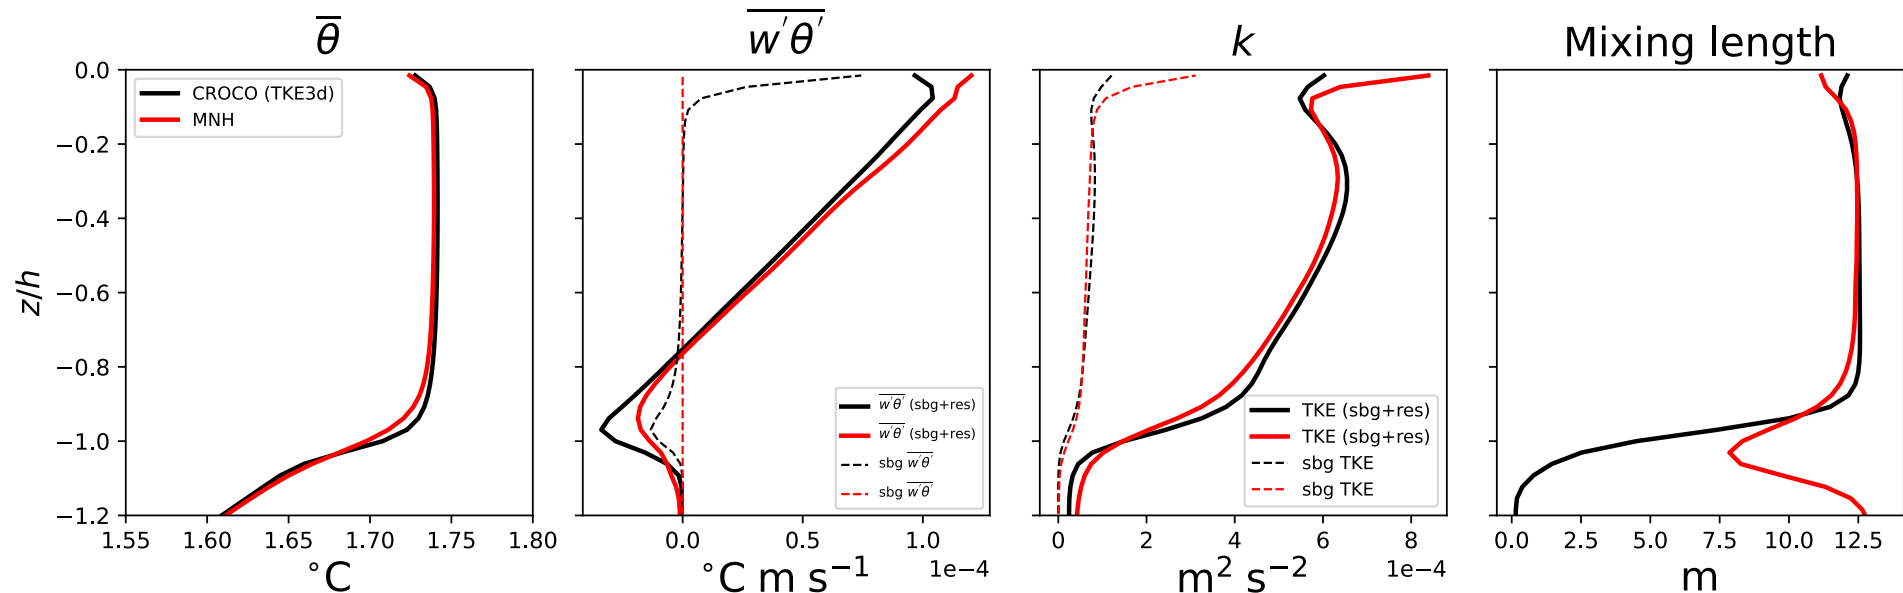 θ̅
w′θ′
k
Mixing length
0.0
−0.2
−0.4
−0.6
−0.8
−1.0
−1.2
z/h
CROCO (TKE3d)
MNH
w′θ′ (sbg+res)
w′θ′ (sbg+res)
sbg w′θ′
sbg w′θ′
TKE (sbg+res)
TKE (sbg+res)
sbg TKE
sbg TKE
1.55 1.60 1.65 1.70 1.75 1.80
0.0 0.5 1.0
0 2 4 6 8
0.0 2.5 5.0 7.5 10.0 12.5
1e−4
1e−4
°C
°C m s⁻¹
m² s⁻²
m